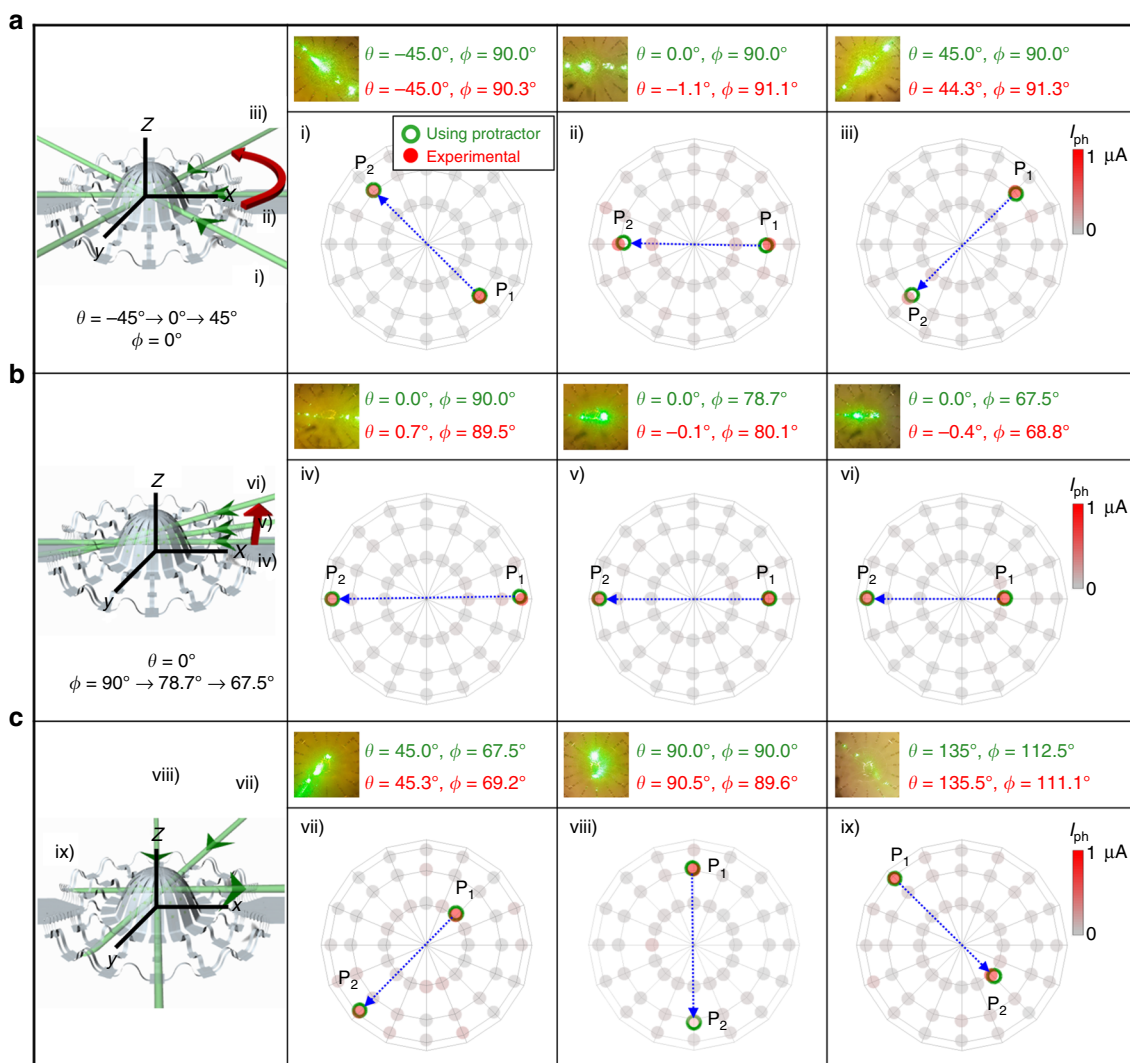 a
iii)
Z
X
ii)
y
i)
θ = –45°→ 0°→ 45°
ϕ = 0°
θ = –45.0°, ϕ = 90.0°
θ = –45.0°, ϕ = 90.3°
θ = 0.0°, ϕ = 90.0°
θ = –1.1°, ϕ = 91.1°
θ = 45.0°, ϕ = 90.0°
θ = 44.3°, ϕ = 91.3°
i)
Using protractor
Experimental
P2
P1
ii)
P2
P1
iii)
P1
P2
Iph
1 μA
0
b
Z
vi)
v)
X
iv)
y
θ = 0°
ϕ = 90° → 78.7° → 67.5°
θ = 0.0°, ϕ = 90.0°
θ = 0.7°, ϕ = 89.5°
θ = 0.0°, ϕ = 78.7°
θ = –0.1°, ϕ = 80.1°
θ = 0.0°, ϕ = 67.5°
θ = –0.4°, ϕ = 68.8°
iv)
P2
P1
v)
P2
P1
vi)
P2
P1
Iph
1 μA
0
c
viii)
vii)
Z
ix)
x
y
θ = 45.0°, ϕ = 67.5°
θ = 45.3°, ϕ = 69.2°
θ = 90.0°, ϕ = 90.0°
θ = 90.5°, ϕ = 89.6°
θ = 135°, ϕ = 112.5°
θ = 135.5°, ϕ = 111.1°
vii)
P1
P2
viii)
P1
P2
ix)
P1
P2
Iph
1 μA
0